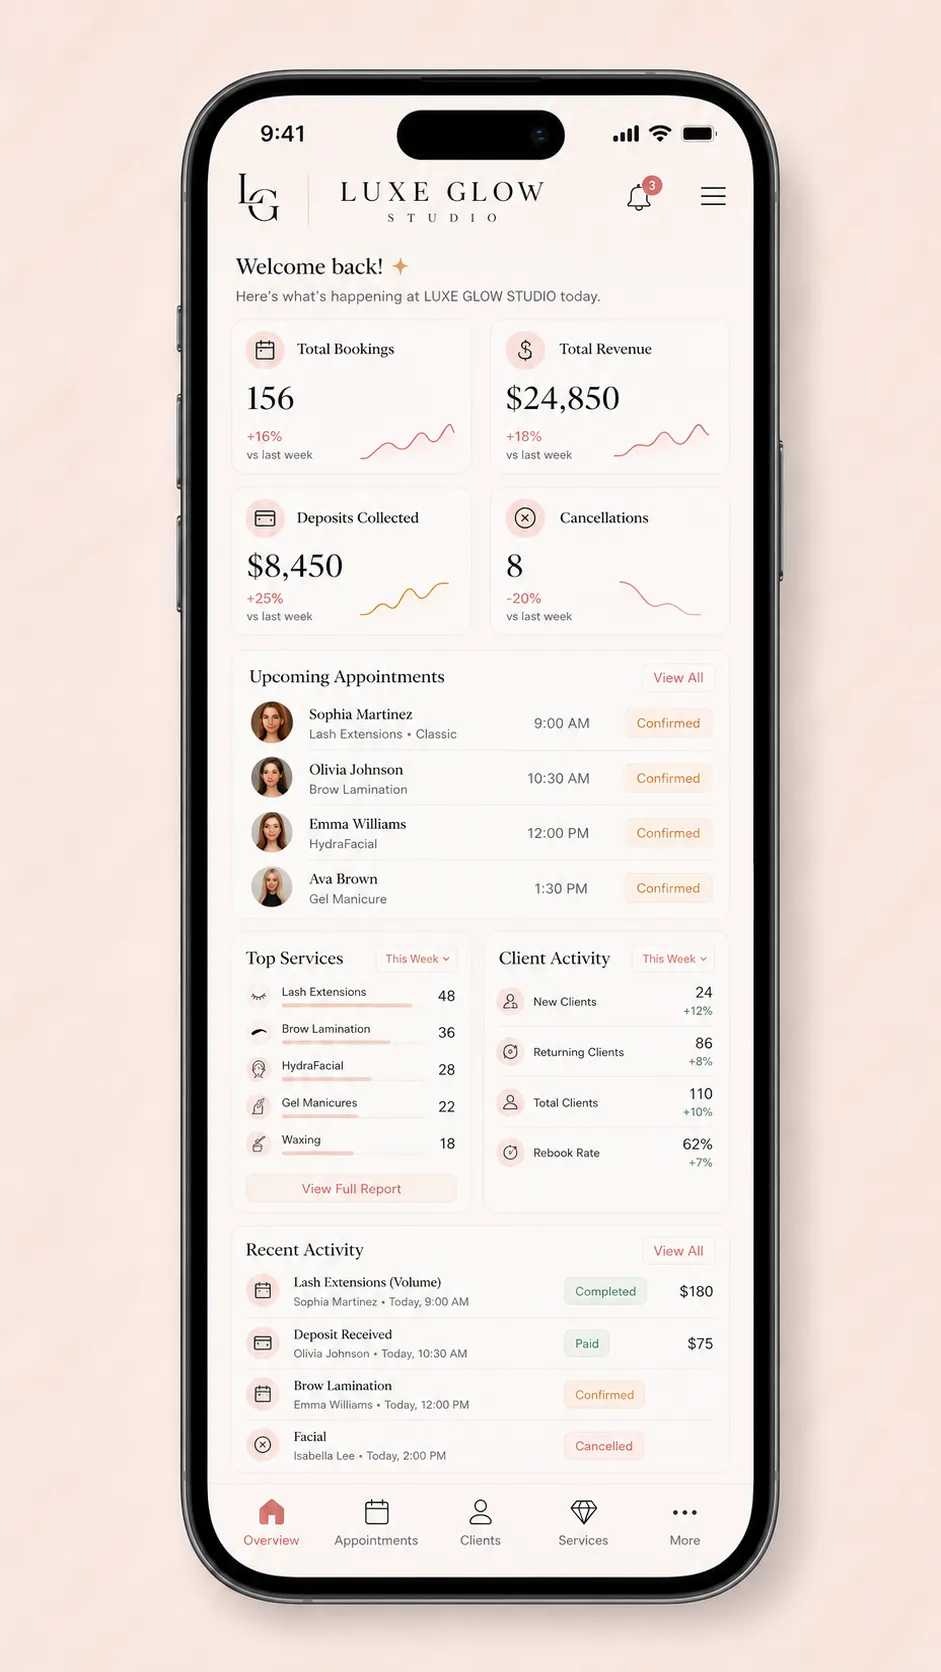 9:41
LG
LUXE GLOW
STUDIO
3
Welcome back!
Here's what's happening at LUXE GLOW STUDIO today.
Total Bookings
156
+16%
vs last week
Total Revenue
$24,850
+18%
vs last week
Deposits Collected
$8,450
+25%
vs last week
Cancellations
8
-20%
vs last week
Upcoming Appointments
View All
Sophia Martinez
Lash Extensions • Classic
9:00 AM
Confirmed
Olivia Johnson
Brow Lamination
10:30 AM
Confirmed
Emma Williams
HydraFacial
12:00 PM
Confirmed
Ava Brown
Gel Manicure
1:30 PM
Confirmed
Top Services
This Week
Lash Extensions
48
Brow Lamination
36
HydraFacial
28
Gel Manicures
22
Waxing
18
View Full Report
Client Activity
This Week
New Clients
24
+12%
Returning Clients
86
+8%
Total Clients
110
+10%
Rebook Rate
62%
+7%
Recent Activity
View All
Lash Extensions (Volume)
Sophia Martinez • Today, 9:00 AM
Completed
$180
Deposit Received
Olivia Johnson • Today, 10:30 AM
Paid
$75
Brow Lamination
Emma Williams • Today, 12:00 PM
Confirmed
Facial
Isabella Lee • Today, 2:00 PM
Cancelled
Overview
Appointments
Clients
Services
More